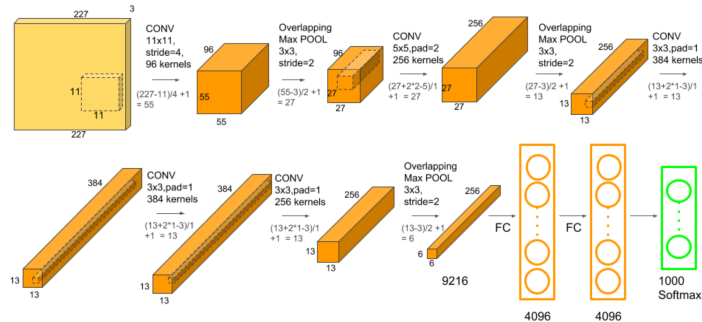 227
3
11
11
227
CONV
11x11,
stride=4,
96 kernels
(227-11)/4 +1
= 55
96
55
55
Overlapping
Max POOL
3x3,
stride=2
(55-3)/2 +1
= 27
96
27
27
CONV
5x5,pad=2
256 kernels
(27+2*2-5)/1
+1 = 27
256
27
27
Overlapping
Max POOL
3x3,
stride=2
(27-3)/2 +1
= 13
256
13
13
CONV
3x3,pad=1
384 kernels
(13+2*1-3)/1
+1 = 13
384
13
13
CONV
3x3,pad=1
384 kernels
(13+2*1-3)/1
+1 = 13
384
13
13
CONV
3x3,pad=1
256 kernels
(13+2*1-3)/1
+1 = 13
256
13
13
Overlapping
Max POOL
3x3,
stride=2
(13-3)/2 +1
= 6
256
6
6
9216
FC
4096
FC
4096
1000
Softmax